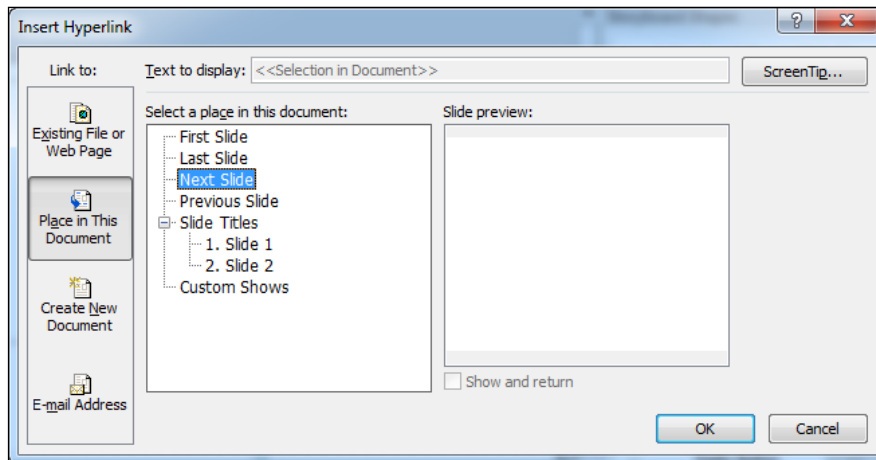 Insert Hyperlink
Link to:
Text to display: <<Selection in Document>>
ScreenTip...
Existing File or
Web Page
Place in This
Document
Create New
Document
E-mail Address
Select a place in this document:
First Slide
Last Slide
Next Slide
Previous Slide
Slide Titles
1. Slide 1
2. Slide 2
Custom Shows
Slide preview:
Show and return
OK
Cancel